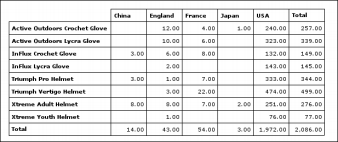 China England France Japan USA Total
Active Outdoors Crochet Glove 12.00 4.00 1.00 240.00 257.00
Active Outdoors Lycra Glove 10.00 6.00 323.00 339.00
InFlux Crochet Glove 3.00 6.00 8.00 132.00 149.00
InFlux Lycra Glove 2.00 143.00 145.00
Triumph Pro Helmet 3.00 1.00 7.00 333.00 344.00
Triumph Vertigo Helmet 3.00 22.00 474.00 499.00
Xtreme Adult Helmet 8.00 8.00 7.00 2.00 251.00 276.00
Xtreme Youth Helmet 1.00 76.00 77.00
Total 14.00 43.00 54.00 3.00 1,972.00 2,086.00